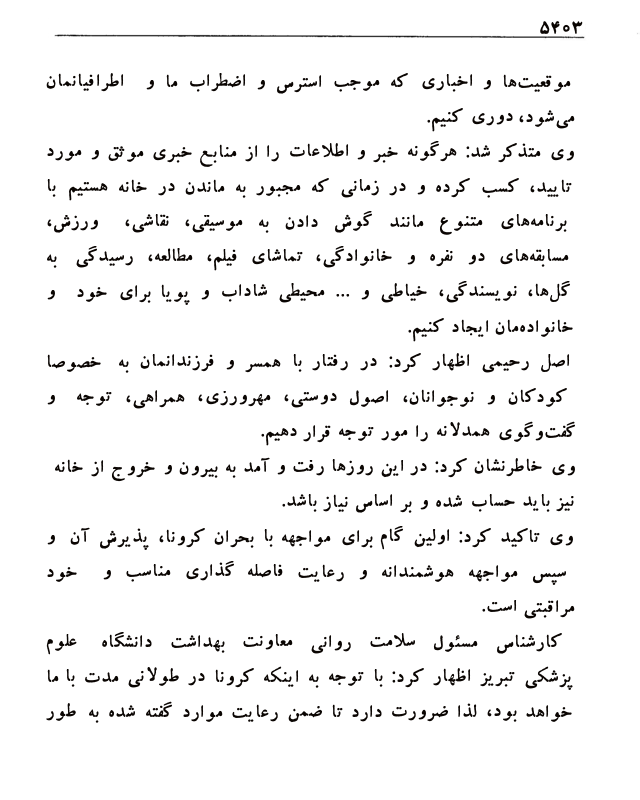 ۵۴۰۳
موقعیت‌ها و اخباری که موجب استرس و اضطراب ما و اطرافیانمان
می‌شود، دوری کنیم.
وی متذکر شد: هرگونه خبر و اطلاعات را از منابع خبری موثق و مورد
تایید، کسب کرده و در زمانی که مجبور به ماندن در خانه هستیم با
برنامه‌های متنوع مانند گوش دادن به موسیقی، نقاشی، ورزش،
مسابقه‌های دو نفره و خانوادگی، تماشای فیلم، مطالعه، رسیدگی به
گل‌ها، نویسندگی، خیاطی و ... محیطی شاداب و پویا برای خود و
خانواده‌مان ایجاد کنیم.
اصل رحیمی اظهار کرد: در رفتار با همسر و فرزندانمان به خصوصا
کودکان و نوجوانان، اصول دوستی، مهرورزی، همراهی، توجه و
گفت‌وگوی همدلانه را مور توجه قرار دهیم.
وی خاطرنشان کرد: در این روزها رفت و آمد به بیرون و خروج از خانه
نیز باید حساب شده و بر اساس نیاز باشد.
وی تاکید کرد: اولین گام برای مواجهه با بحران کرونا، پذیرش آن و
سپس مواجهه هوشمندانه و رعایت فاصله گذاری مناسب و خود
مراقبتی است.
کارشناس مسئول سلامت روانی معاونت بهداشت دانشگاه علوم
پزشکی تبریز اظهار کرد: با توجه به اینکه کرونا در طولانی مدت با ما
خواهد بود، لذا ضرورت دارد تا ضمن رعایت موارد گفته شده به طور